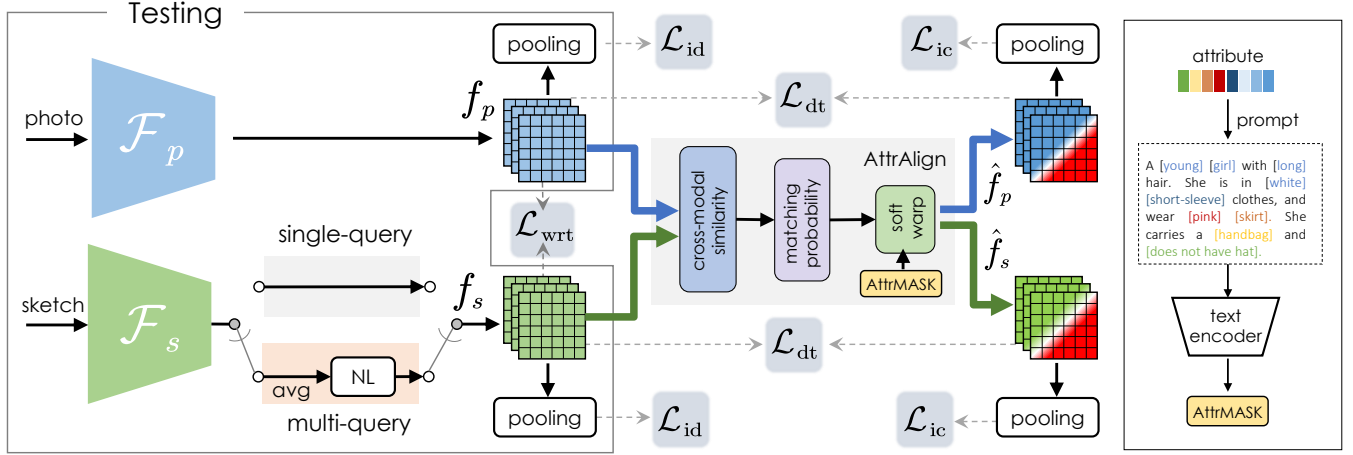 Testing
photo
𝓕p
fp
pooling
𝓛id
𝓛dt
𝓛ic
pooling
𝓛wrt
sketch
𝓕s
single-query
avg
NL
multi-query
fs
pooling
𝓛id
AttrAlign
cross-modal
similarity
matching
probability
soft
warp
AttrMASK
f̂p
f̂s
𝓛dt
𝓛ic
pooling
attribute
prompt
A [young] [girl] with [long]
hair. She is in [white]
[short-sleeve] clothes, and
wear [pink] [skirt]. She
carries a [handbag] and
[does not have hat].
text
encoder
AttrMASK